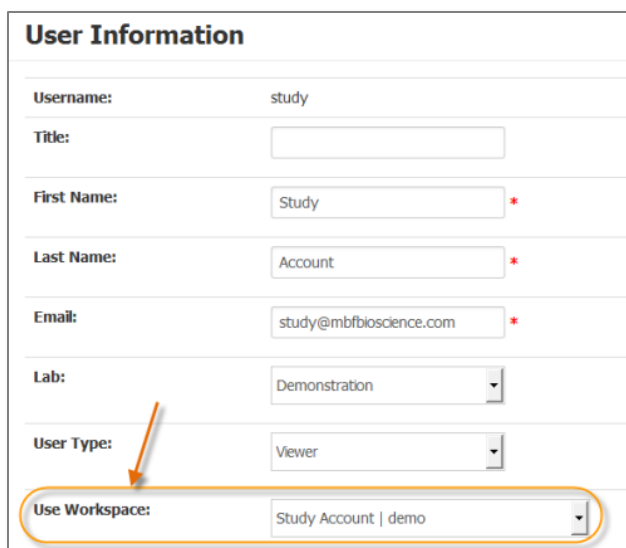 User Information
Username: study
Title:
First Name: Study *
Last Name: Account *
Email: study@mbfbioscience.com *
Lab: Demonstration
User Type: Viewer
Use Workspace: Study Account | demo